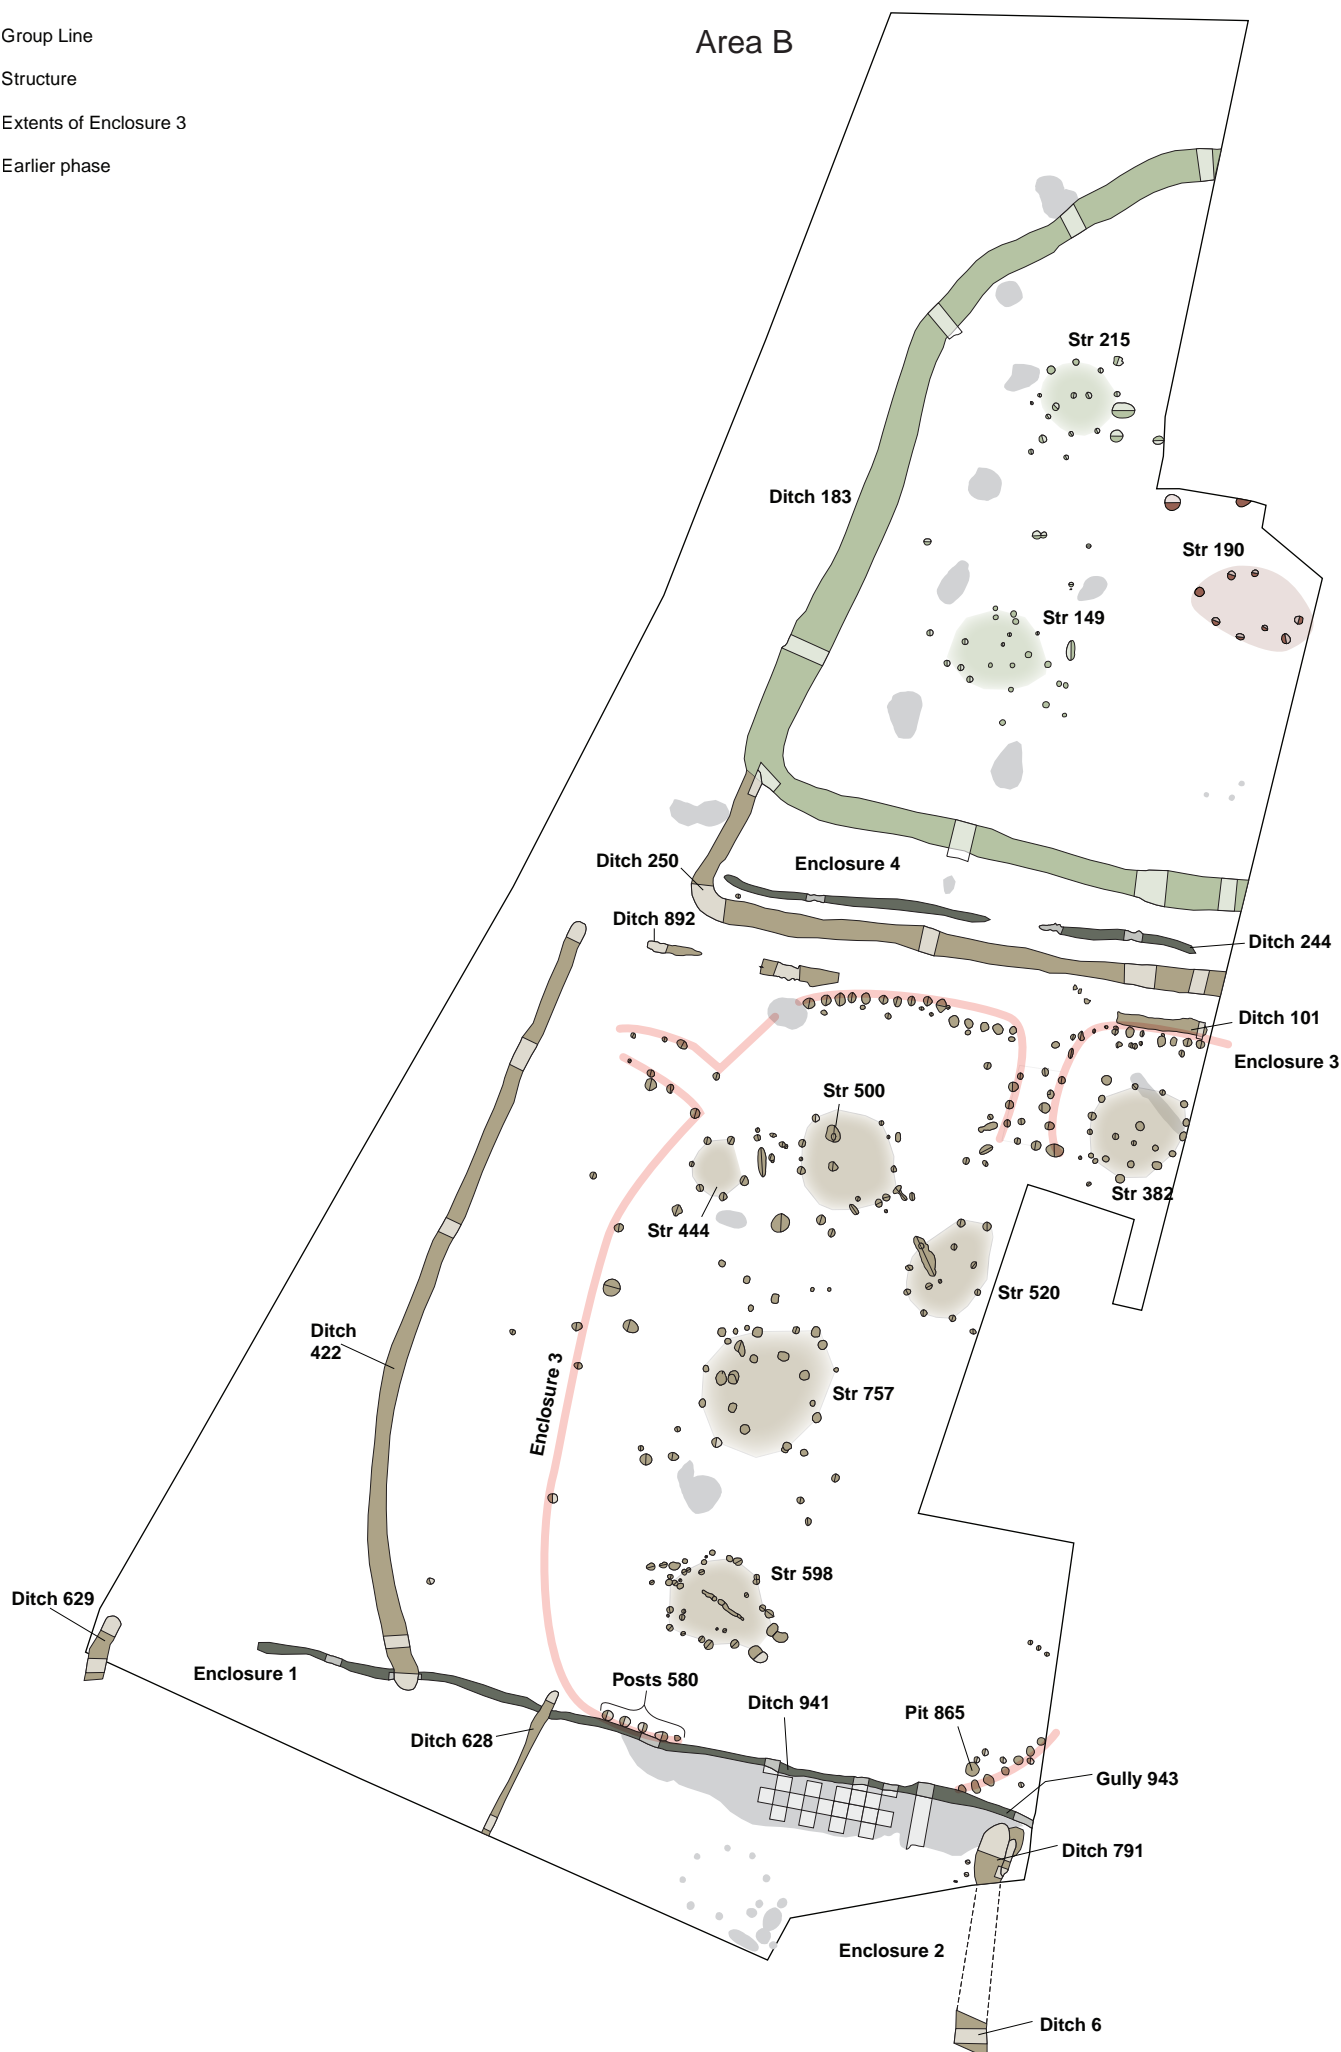 Group Line
Structure
Extents of Enclosure 3
Earlier phase
Area B
Str 215
Ditch 183
Str 190
Str 149
Ditch 250
Enclosure 4
Ditch 892
Ditch 244
Ditch 101
Enclosure 3
Str 500
Str 382
Str 444
Str 520
Ditch
422
Enclosure 3
Str 757
Str 598
Ditch 629
Enclosure 1
Posts 580
Ditch 941
Pit 865
Ditch 628
Gully 943
Ditch 791
Enclosure 2
Ditch 6